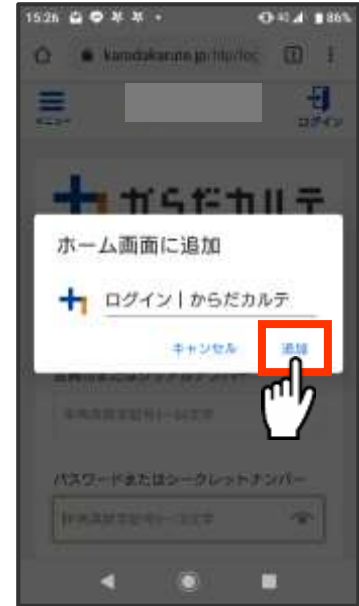 15:26 86%
karadakarute.jp/hlp/log
メニュー ログイン
からだカルテ
ホーム画面に追加
ログイン | からだカルテ
キャンセル 追加
パスワードまたはシークレットナンバー